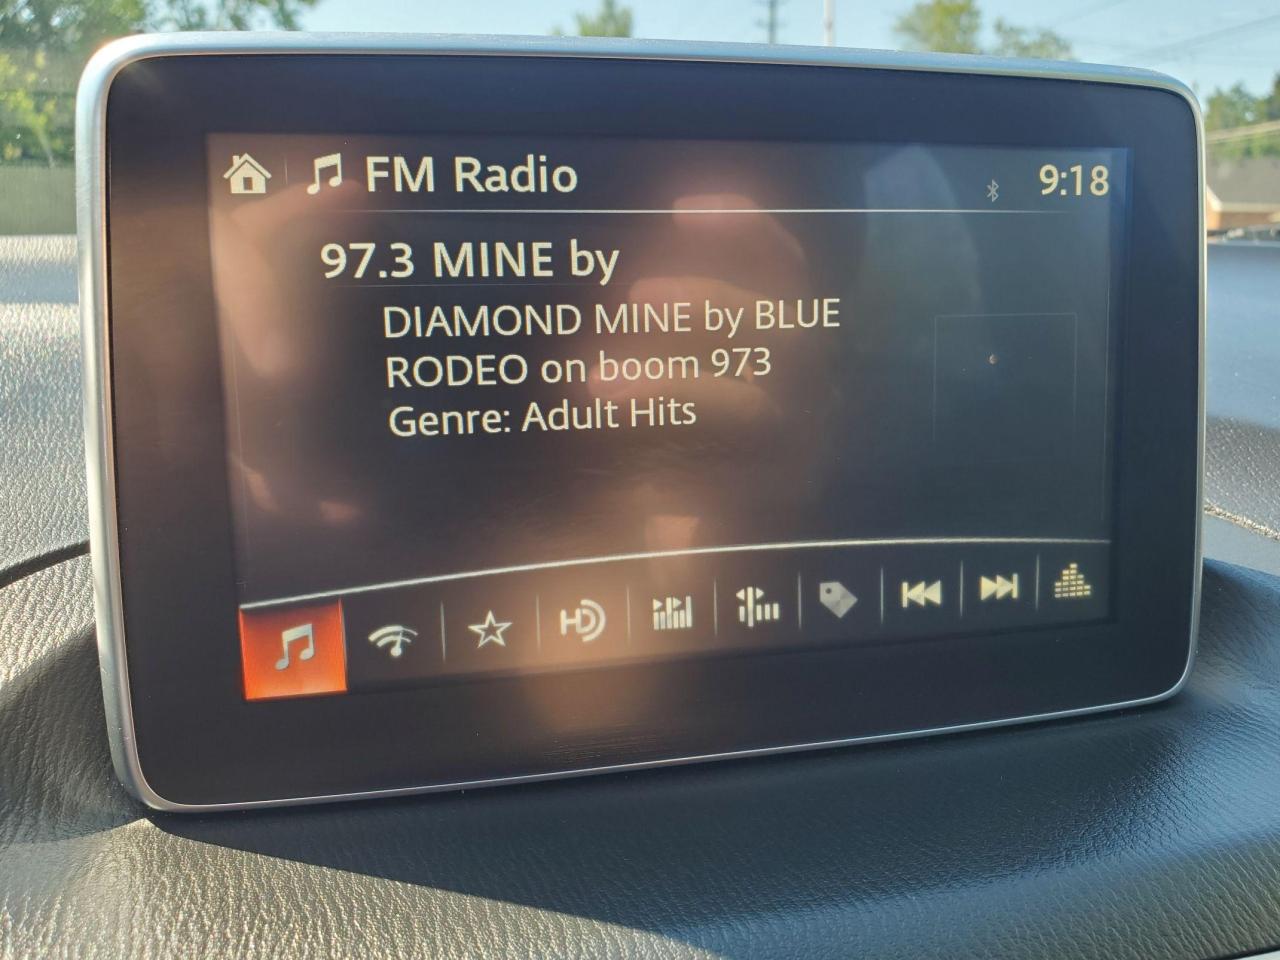 FM Radio
9:18
97.3 MINE by
DIAMOND MINE by BLUE
RODEO on boom 973
Genre: Adult Hits
HD